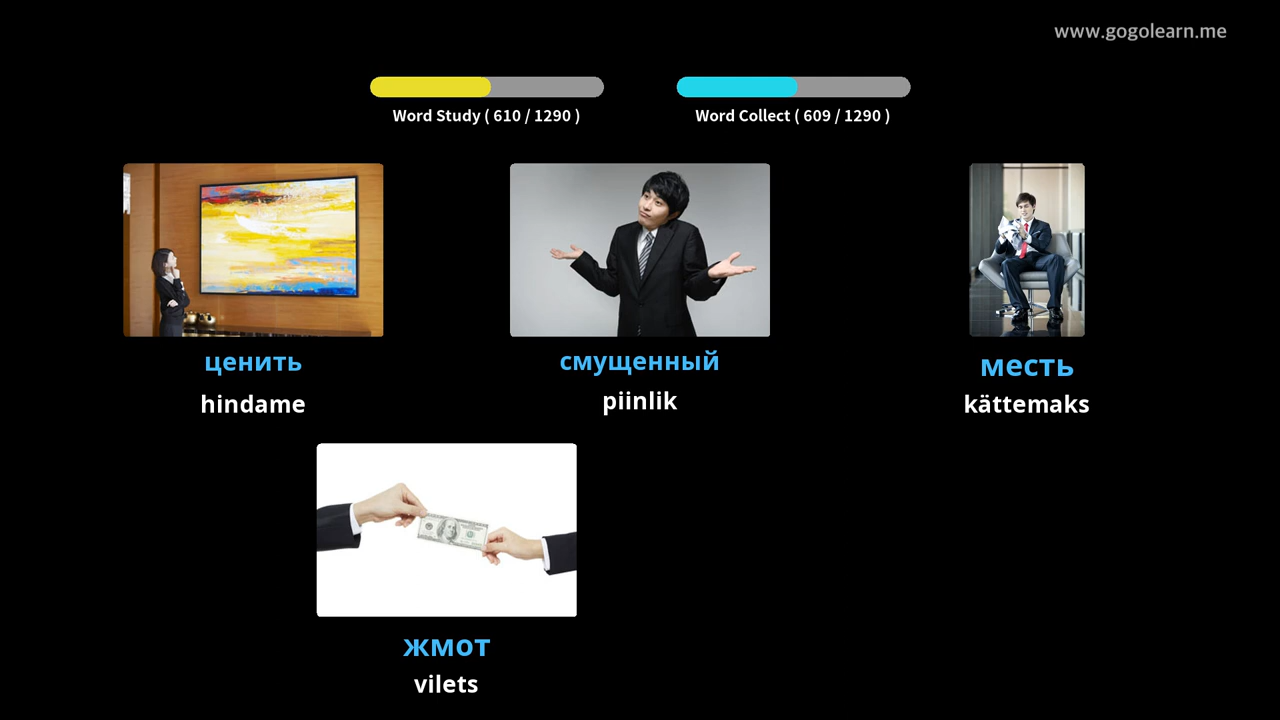 www.gogolearn.me
Word Study ( 610 / 1290 )
Word Collect ( 609 / 1290 )
ценить
hindame
смущенный
piinlik
месть
kättemaks
жмот
vilets